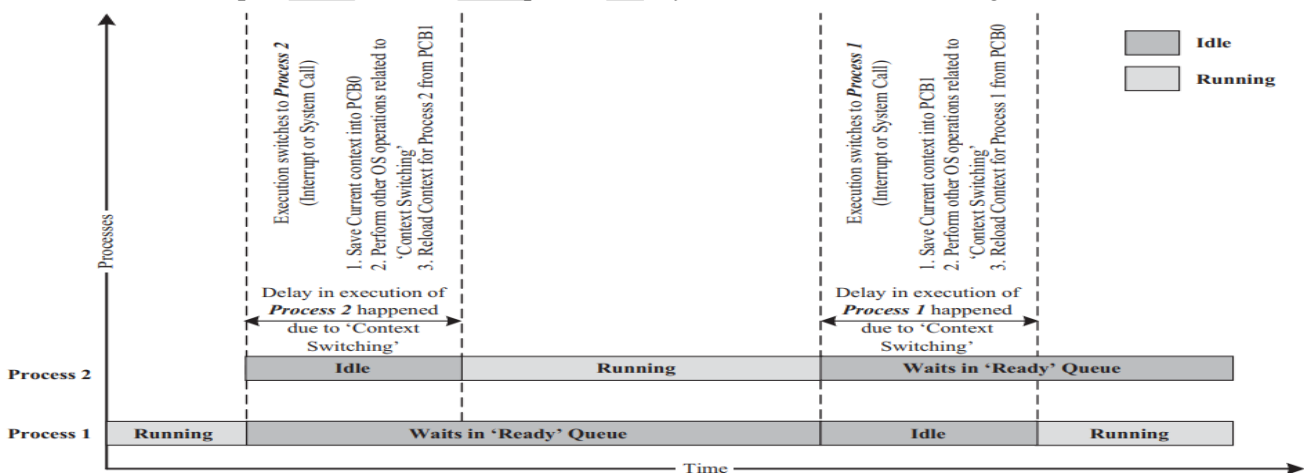 Idle
Running
Processes
Execution switches to Process 2
(Interrupt or System Call)
1. Save Current context into PCB0
2. Perform other OS operations related to
‘Context Switching’
3. Reload Context for Process 2 from PCB1
Delay in execution of
Process 2 happened
due to ‘Context
Switching’
Execution switches to Process 1
(Interrupt or System Call)
1. Save Current context into PCB1
2. Perform other OS operations related to
‘Context Switching’
3. Reload Context for Process 1 from PCB0
Delay in execution of
Process 1 happened
due to ‘Context
Switching’
Process 2
Idle
Running
Waits in ‘Ready’ Queue
Process 1
Running
Waits in ‘Ready’ Queue
Idle
Running
Time